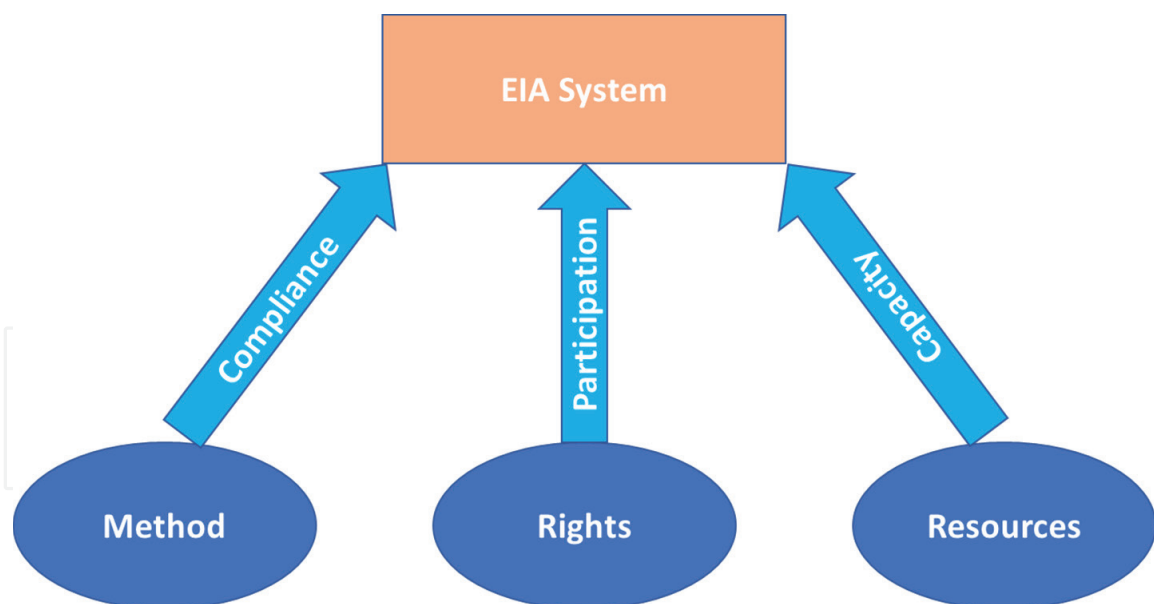 EIA System
Compliance
Participation
Capacity
Method
Rights
Resources